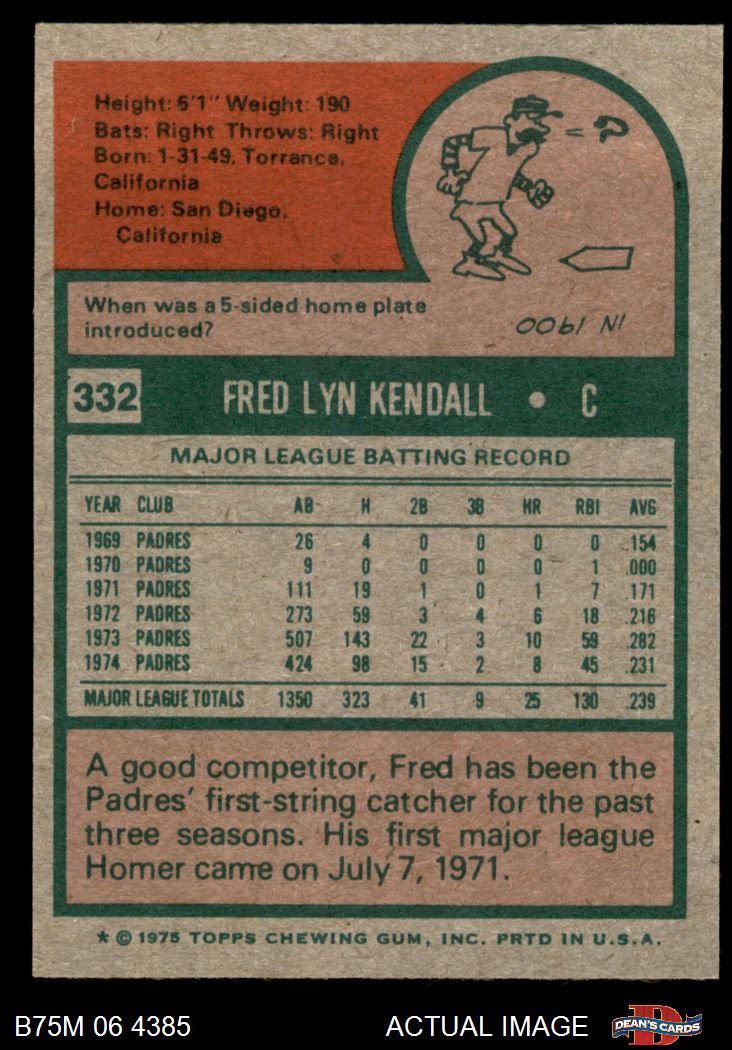 Height: 6'1" Weight: 190
Bats: Right Throws: Right
Born: 1-31-49, Torrance,
California
Home: San Diego,
California
When was a 5-sided home plate
introduced?
IN 1900
332 FRED LYN KENDALL • C
MAJOR LEAGUE BATTING RECORD
YEAR CLUB AB H 2B 3B HR RBI AVG
1969 PADRES 26 4 0 0 0 0 .154
1970 PADRES 9 0 0 0 0 1 .000
1971 PADRES 111 19 1 0 1 7 .171
1972 PADRES 273 59 3 4 6 18 .216
1973 PADRES 507 143 22 3 10 59 .282
1974 PADRES 424 98 15 2 8 45 .231
MAJOR LEAGUE TOTALS 1350 323 41 9 25 130 .239
A good competitor, Fred has been the
Padres' first-string catcher for the past
three seasons. His first major league
Homer came on July 7, 1971.
* © 1975 TOPPS CHEWING GUM, INC. PRTD IN U.S.A.
B75M 06 4385 ACTUAL IMAGE DEAN'S CARDS